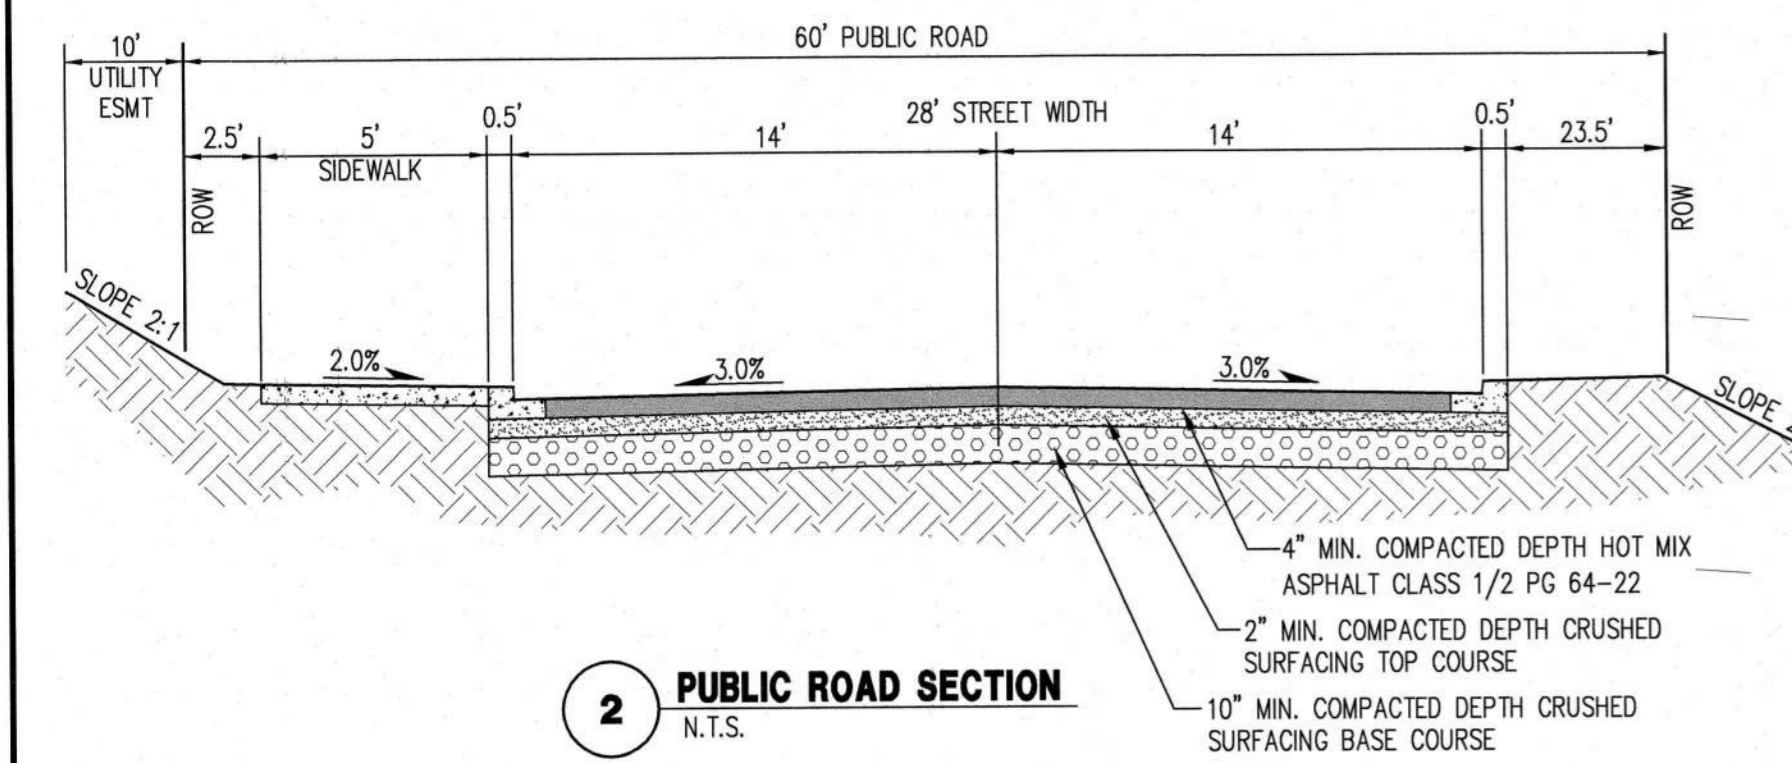 10'
UTILITY
ESMT
60' PUBLIC ROAD
2.5'
5'
SIDEWALK
0.5'
14'
28' STREET WIDTH
14'
0.5'
23.5'
ROW
ROW
SLOPE 2:1
2.0%
3.0%
3.0%
SLOPE
4" MIN. COMPACTED DEPTH HOT MIX
ASPHALT CLASS 1/2 PG 64-22
2" MIN. COMPACTED DEPTH CRUSHED
SURFACING TOP COURSE
10" MIN. COMPACTED DEPTH CRUSHED
SURFACING BASE COURSE
2
PUBLIC ROAD SECTION
N.T.S.